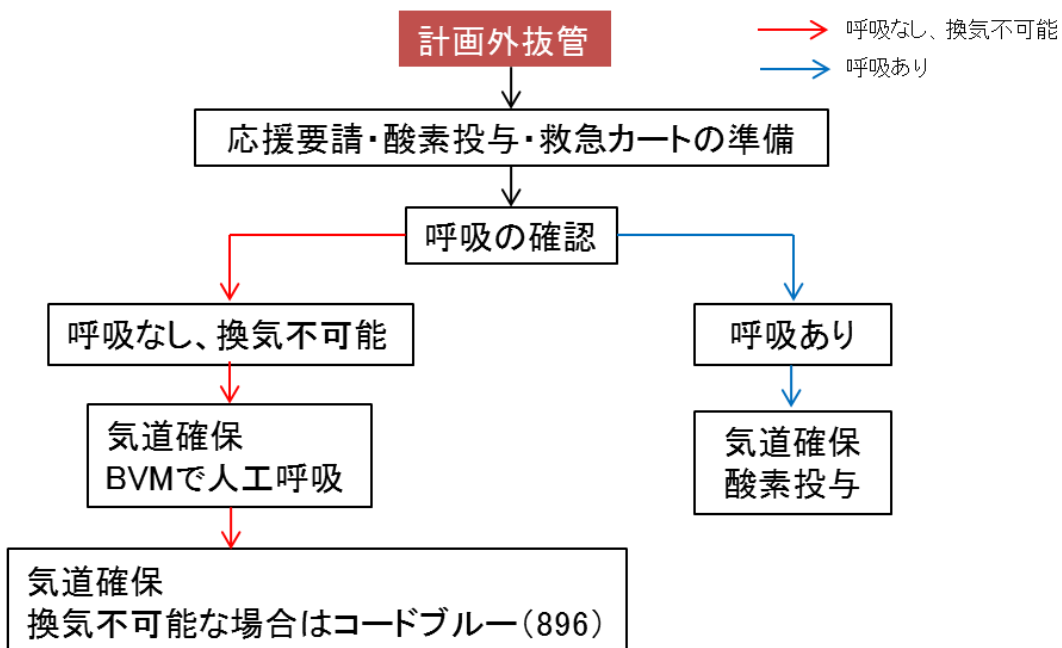 計画外抜管
呼吸なし、換気不可能
呼吸あり
応援要請・酸素投与・救急カートの準備
呼吸の確認
呼吸なし、換気不可能
呼吸あり
気道確保
BVMで人工呼吸
気道確保
酸素投与
気道確保
換気不可能な場合はコードブルー(896)